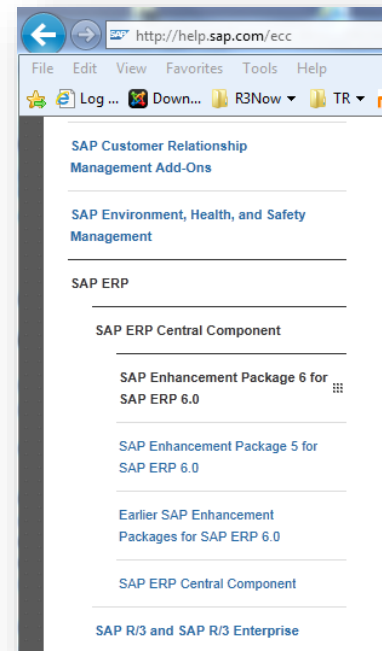 http://help.sap.com/ecc
File Edit View Favorites Tools Help
Log ... Down... R3Now TR
SAP Customer Relationship
Management Add-Ons
SAP Environment, Health, and Safety
Management
SAP ERP
SAP ERP Central Component
SAP Enhancement Package 6 for
SAP ERP 6.0
SAP Enhancement Package 5 for
SAP ERP 6.0
Earlier SAP Enhancement
Packages for SAP ERP 6.0
SAP ERP Central Component
SAP R/3 and SAP R/3 Enterprise